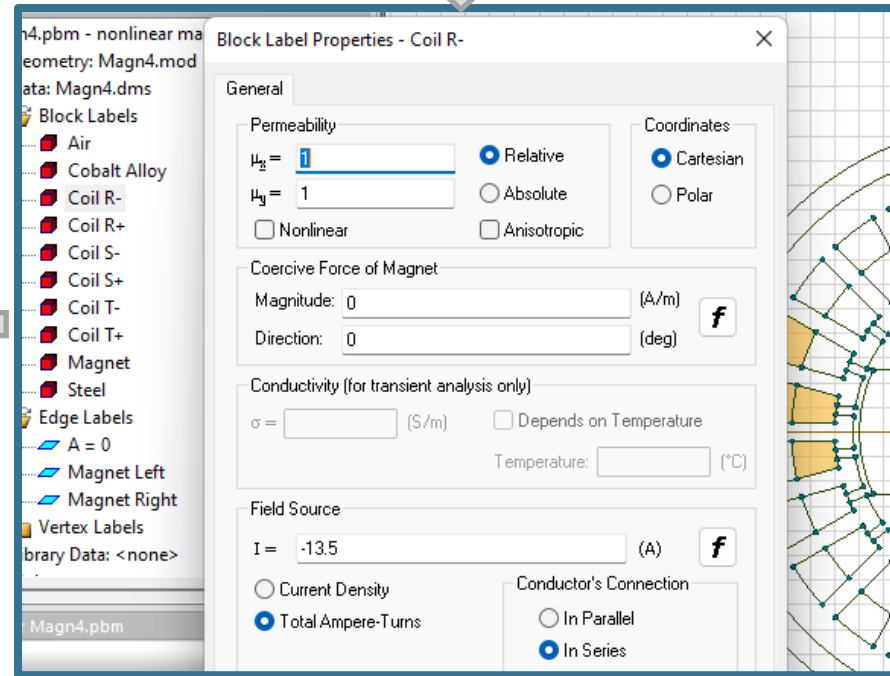 n4.pbm - nonlinear ma
eometry: Magn4.mod
ata: Magn4.dms
Block Labels
Air
Cobalt Alloy
Coil R-
Coil R+
Coil S-
Coil S+
Coil T-
Coil T+
Magnet
Steel
Edge Labels
A = 0
Magnet Left
Magnet Right
Vertex Labels
brary Data: <none>
r Magn4.pbm
Block Label Properties - Coil R-
General
Permeability
μx = 1
μy = 1
Nonlinear
Relative
Absolute
Anisotropic
Coordinates
Cartesian
Polar
Coercive Force of Magnet
Magnitude: 0 (A/m)
Direction: 0 (deg)
f
Conductivity (for transient analysis only)
σ = (S/m)
Depends on Temperature
Temperature: (°C)
Field Source
I = -13.5 (A)
f
Current Density
Total Ampere-Turns
Conductor's Connection
In Parallel
In Series